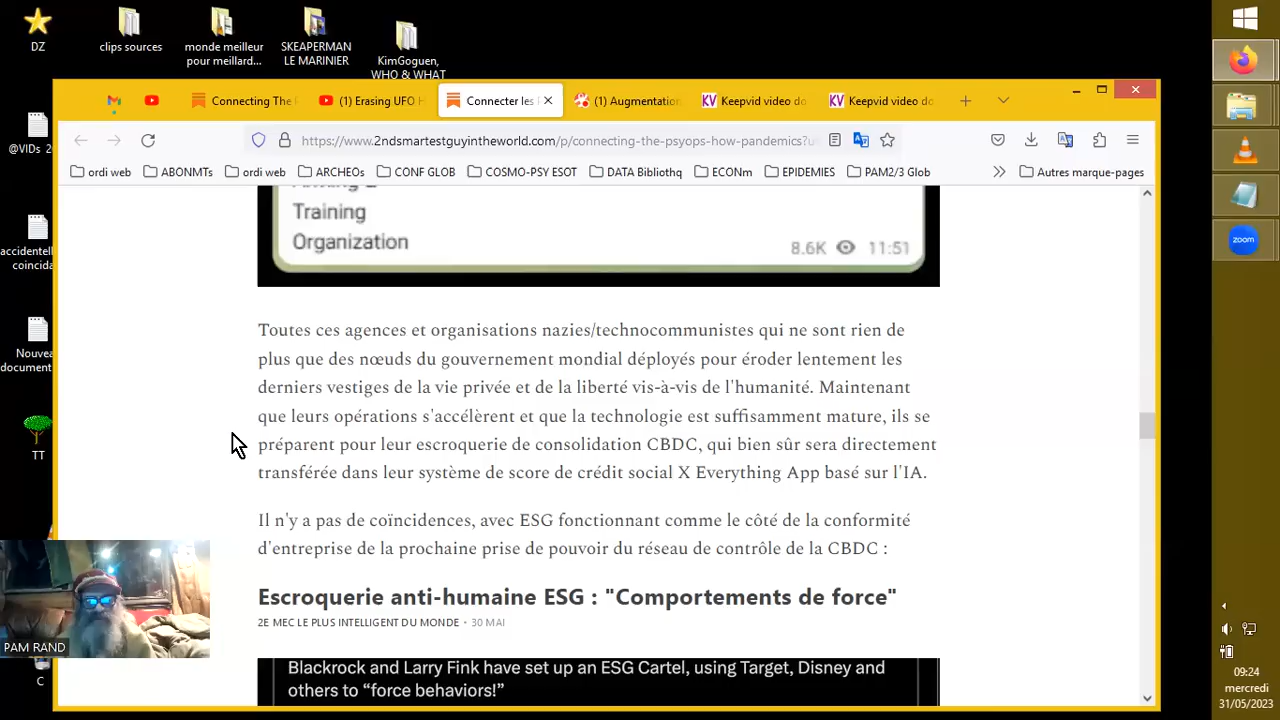 DZ
clips sources
monde meilleur
pour meillard...
SKEAPERMAN
LE MARINIER
KimGoguen,
WHO & WHAT
Connecting The
(1) Erasing UFO
Connecter les
(1) Augmentation
Keepvid video do
Keepvid video do
https://www.2ndsmartestguyintheworld.com/p/connecting-the-psyops-how-pandemics?u
ordi web
ABONMTs
ordi web
ARCHEOs
CONF GLOB
COSMO-PSY ESOT
DATA Bibliothq
ECONm
EPIDEMIES
PAM2/3 Glob
Autres marque-pages
@VIDs 2
accidentell
coincida
Nouvea
document
TT
C
Training
Organization
8.6K 11:51
Toutes ces agences et organisations nazies/technocommunistes qui ne sont rien de
plus que des nœuds du gouvernement mondial déployés pour éroder lentement les
derniers vestiges de la vie privée et de la liberté vis-à-vis de l'humanité. Maintenant
que leurs opérations s'accélèrent et que la technologie est suffisamment mature, ils se
préparent pour leur escroquerie de consolidation CBDC, qui bien sûr sera directement
transférée dans leur système de score de crédit social X Everything App basé sur l'IA.
Il n'y a pas de coïncidences, avec ESG fonctionnant comme le côté de la conformité
d'entreprise de la prochaine prise de pouvoir du réseau de contrôle de la CBDC :
Escroquerie anti-humaine ESG : "Comportements de force"
2E MEC LE PLUS INTELLIGENT DU MONDE • 30 MAI
Blackrock and Larry Fink have set up an ESG Cartel, using Target, Disney and
others to “force behaviors!”
PAM RAND
zoom
09:24
mercredi
31/05/2023